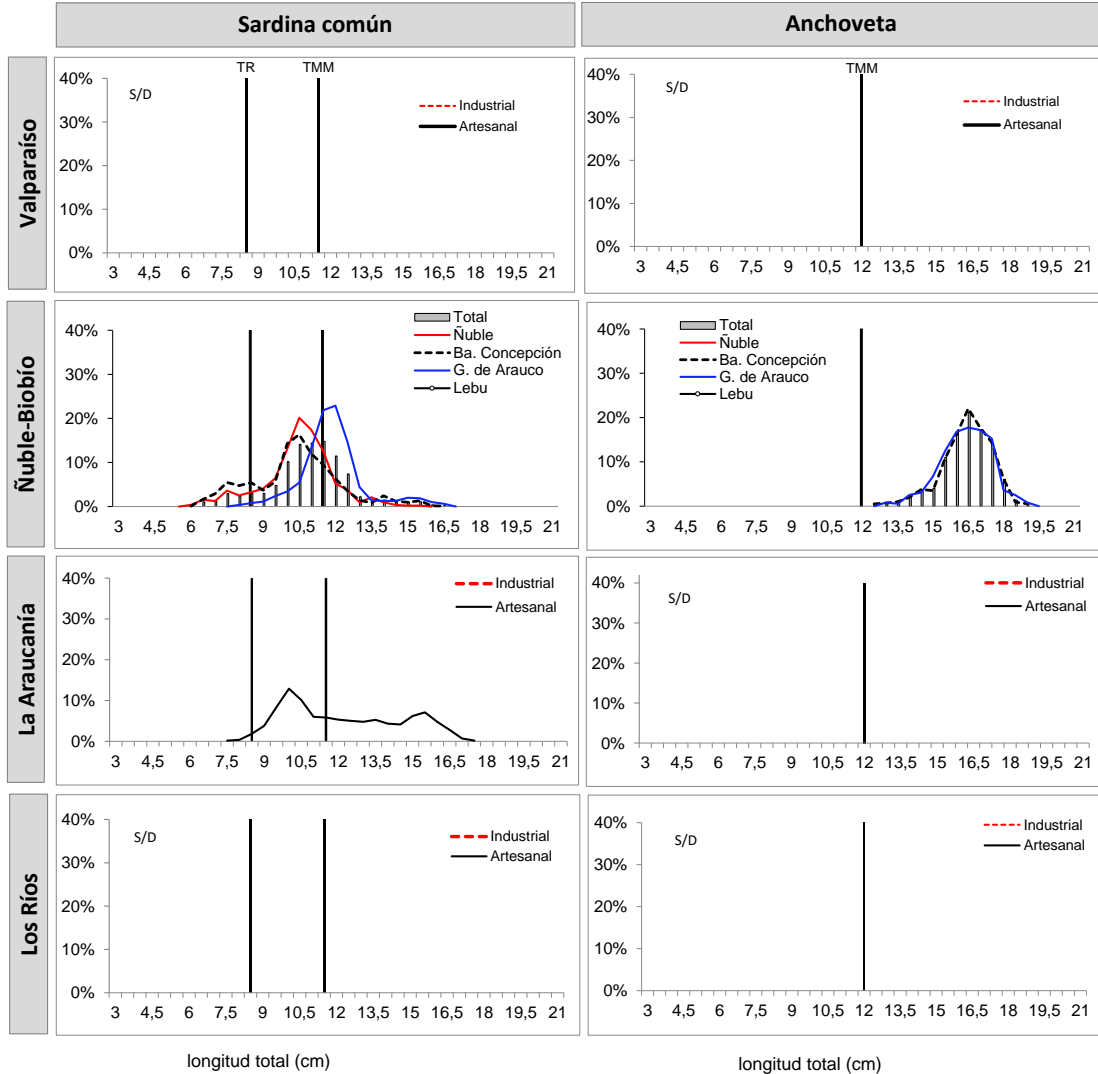 Sardina común
Anchoveta
Valparaíso
TR TMM
40%
30%
20%
10%
0%
S/D
Industrial
Artesanal
3 4,5 6 7,5 9 10,5 12 13,5 15 16,5 18 19,5 21
TMM
40%
30%
20%
10%
0%
S/D
Industrial
Artesanal
3 4,5 6 7,5 9 10,5 12 13,5 15 16,5 18 19,5 21
Ñuble-Biobío
40%
30%
20%
10%
0%
Total
Ñuble
Ba. Concepción
G. de Arauco
Lebu
3 4,5 6 7,5 9 10,5 12 13,5 15 16,5 18 19,5 21
40%
30%
20%
10%
0%
Total
Ñuble
Ba. Concepción
G. de Arauco
Lebu
3 4,5 6 7,5 9 10,5 12 13,5 15 16,5 18 19,5 21
La Araucanía
40%
30%
20%
10%
0%
Industrial
Artesanal
3 4,5 6 7,5 9 10,5 12 13,5 15 16,5 18 19,5 21
40%
30%
20%
10%
0%
S/D
Industrial
Artesanal
3 4,5 6 7,5 9 10,5 12 13,5 15 16,5 18 19,5 21
Los Ríos
40%
30%
20%
10%
0%
S/D
Industrial
Artesanal
3 4,5 6 7,5 9 10,5 12 13,5 15 16,5 18 19,5 21
40%
30%
20%
10%
0%
S/D
Industrial
Artesanal
3 4,5 6 7,5 9 10,5 12 13,5 15 16,5 18 19,5 21
longitud total (cm)
longitud total (cm)